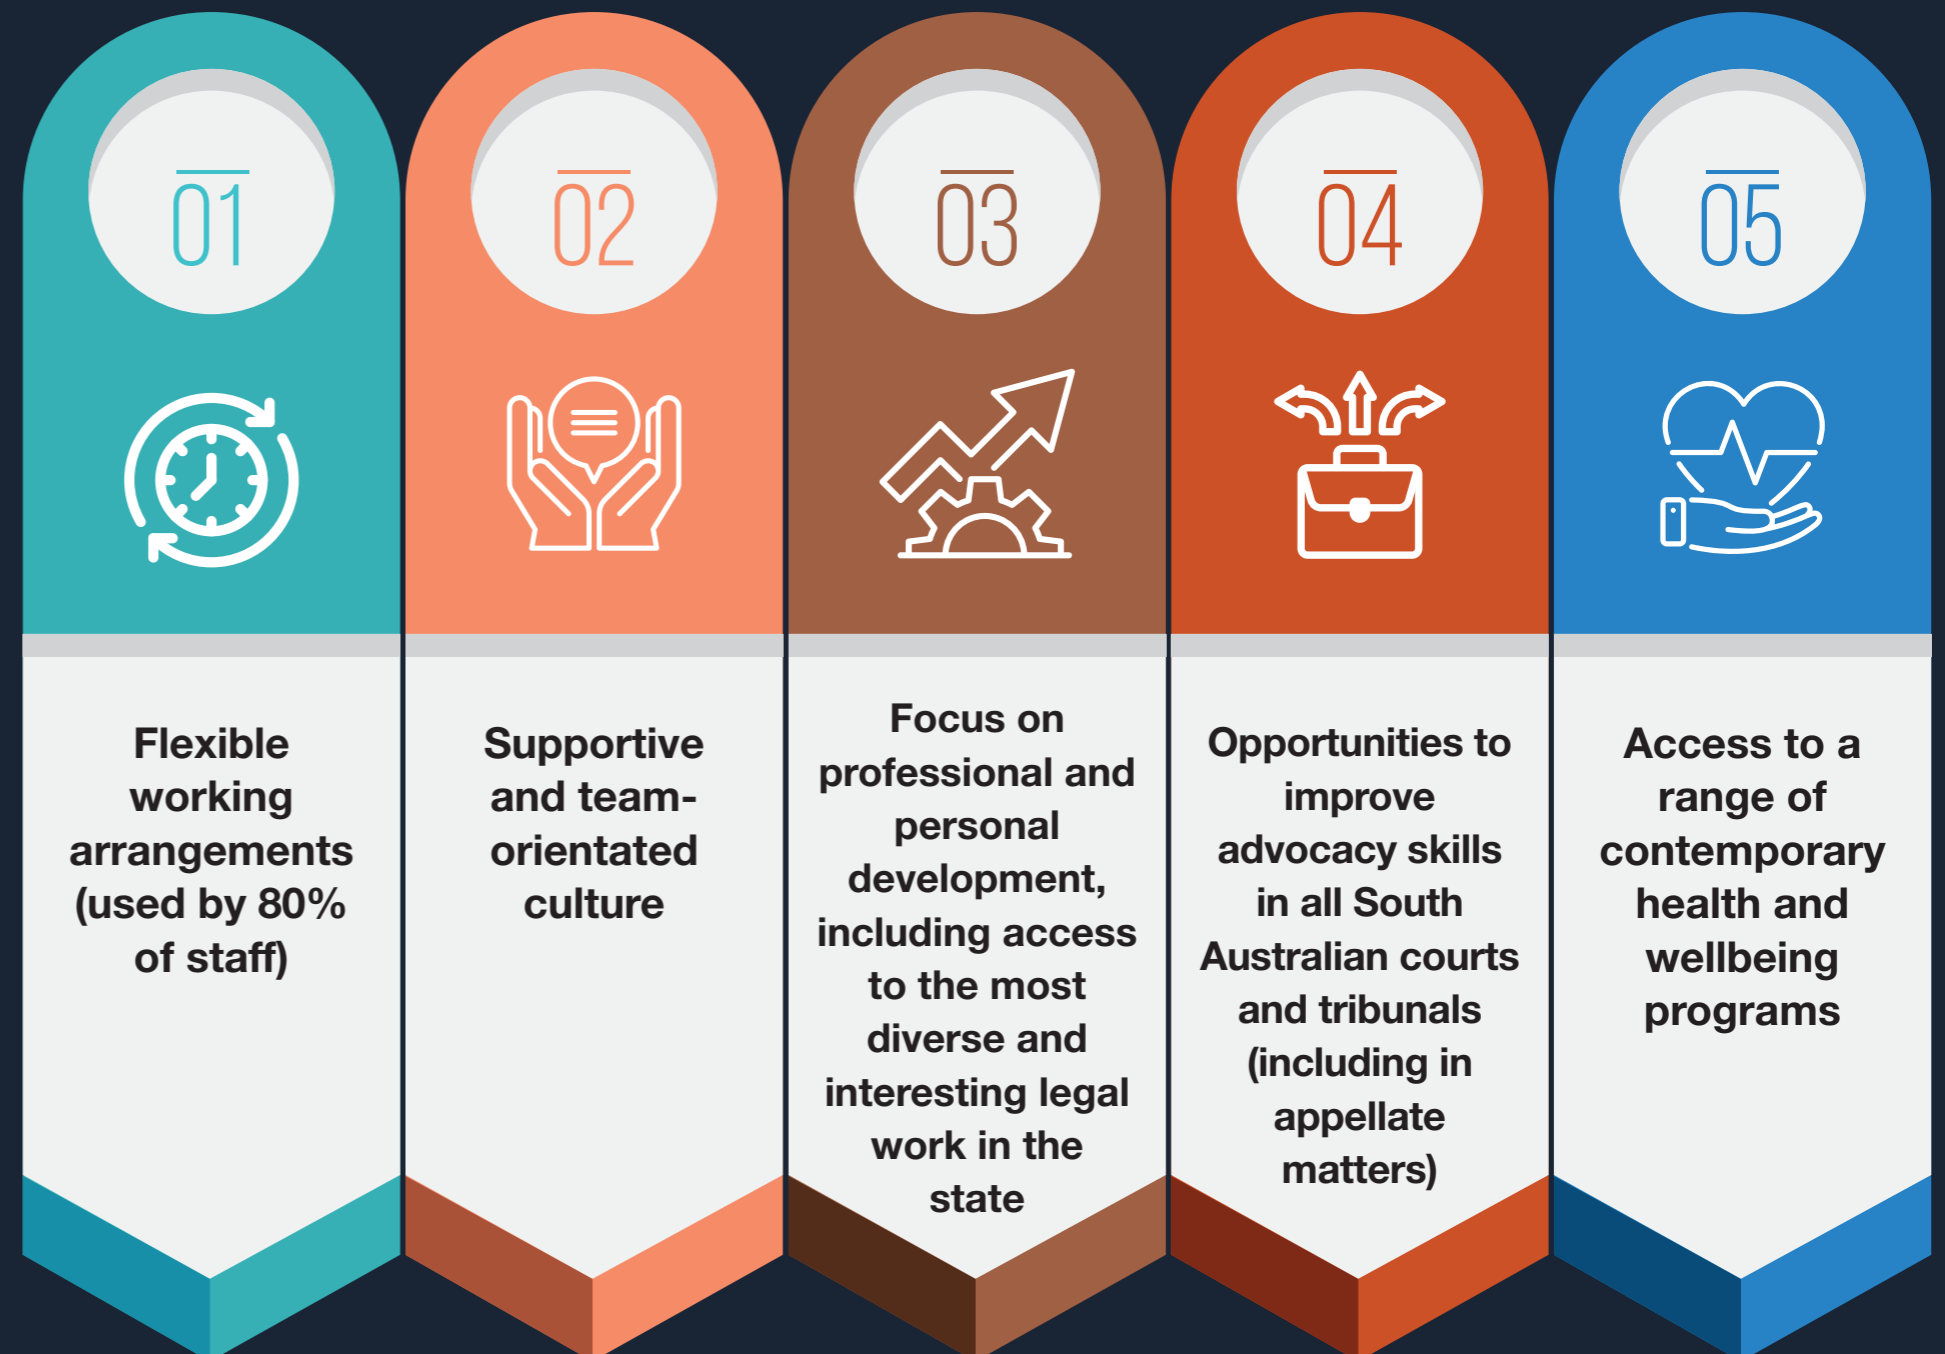 01
Flexible
working
arrangements
(used by 80%
of staff)
02
Supportive
and team-
orientated
culture
03
Focus on
professional and
personal
development,
including access
to the most
diverse and
interesting legal
work in the
state
04
Opportunities to
improve
advocacy skills
in all South
Australian courts
and tribunals
(including in
appellate
matters)
05
Access to a
range of
contemporary
health and
wellbeing
programs